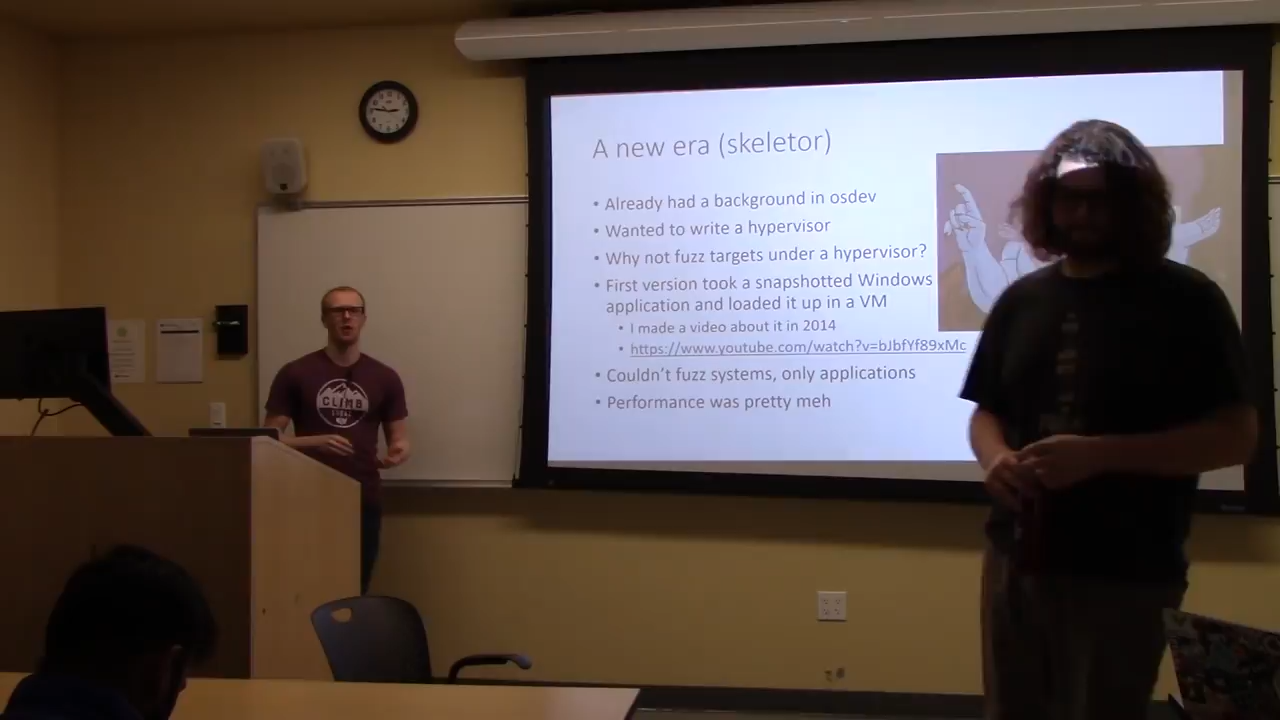 A new era (skeletor)
• Already had a background in osdev
• Wanted to write a hypervisor
• Why not fuzz targets under a hypervisor?
• First version took a snapshotted Windows
application and loaded it up in a VM
• I made a video about it in 2014
• https://www.youtube.com/watch?v=bJbfYf89xMc
• Couldn't fuzz systems, only applications
• Performance was pretty meh
CLIMB